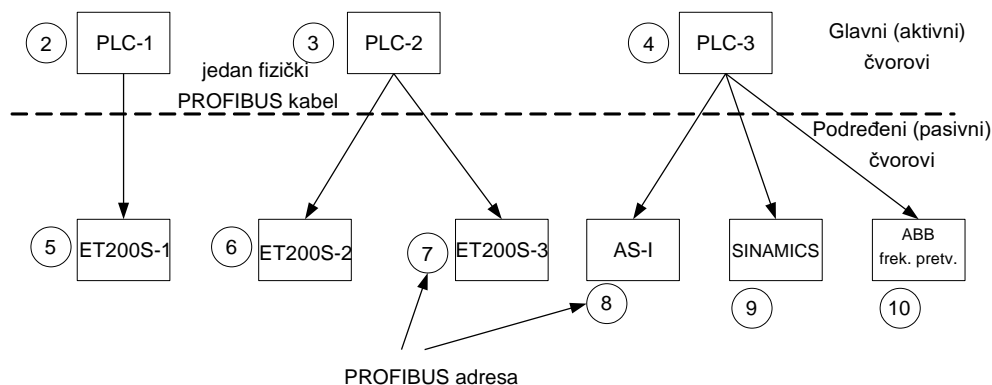 2
PLC-1
3
PLC-2
4
PLC-3
Glavni (aktivni)
čvorovi
jedan fizički
PROFIBUS kabel
Podređeni (pasivni)
čvorovi
5
ET200S-1
6
ET200S-2
7
ET200S-3
AS-I
8
SINAMICS
9
ABB
frek. pretv.
10
PROFIBUS adresa